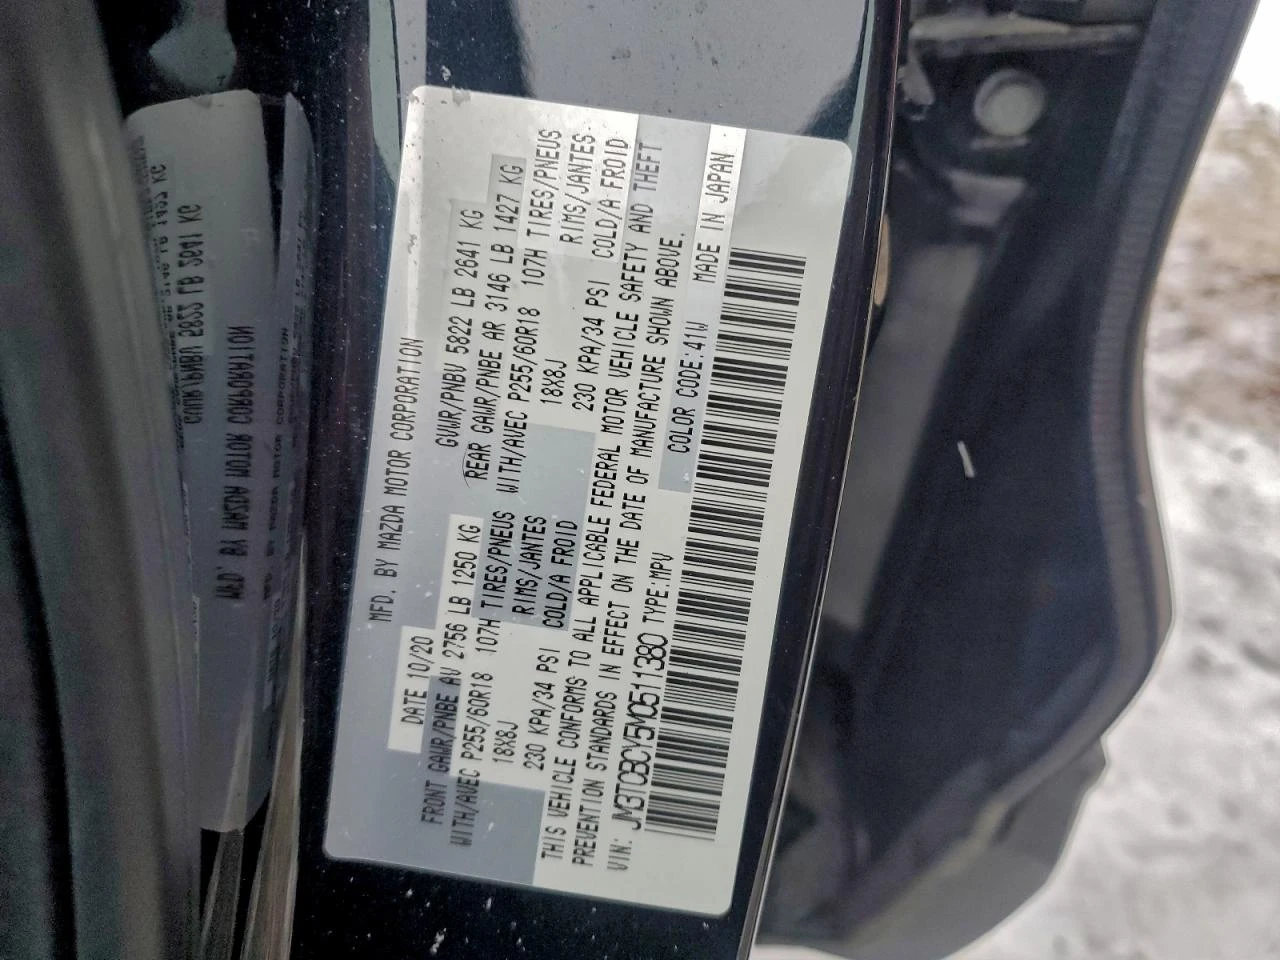 MFD. BY MAZDA MOTOR CORPORATION
DATE 10/20 GVWR/PNBV 5822 LB 2641 KG
FRONT GAWR/PNBE AV 2756 LB 1250 KG REAR GAWR/PNBE AR 3146 LB 1427 KG
WITH/AVEC P255/60R18 107H TIRES/PNEUS WITH/AVEC P255/60R18 107H TIRES/PNEUS
18X8J RIMS/JANTES 18X8J RIMS/JANTES
230 KPA/34 PSI COLD/A FROID 230 KPA/34 PSI COLD/A FROID
THIS VEHICLE CONFORMS TO ALL APPLICABLE FEDERAL MOTOR VEHICLE SAFETY AND THEFT
PREVENTION STANDARDS IN EFFECT ON THE DATE OF MANUFACTURE SHOWN ABOVE.
VIN: JM3TCBCY5M0511380 TYPE:MPV COLOR CODE:41W MADE IN JAPAN